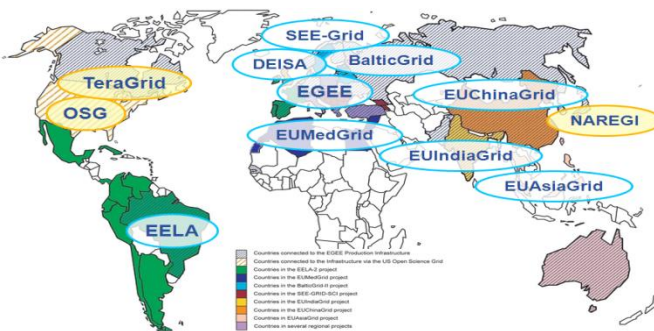 SEE-Grid
DEISA
BalticGrid
TeraGrid
EGEE
EUChinaGrid
OSG
NAREGI
EUMedGrid
EUIndiaGrid
EUAsiaGrid
EELA
Countries connected to the EGEE Production Infrastructure
Countries connected to the Infrastructure via the US Open Science Grid
Countries in the EELA-2 project
Countries in the EUMedGrid project
Countries in the BalticGrid-II project
Countries in the SEE-GRID-SCI project
Countries in the EUIndiaGrid project
Countries in the EUChinaGrid project
Countries in EUAsiaGrid project
Countries in several regional projects